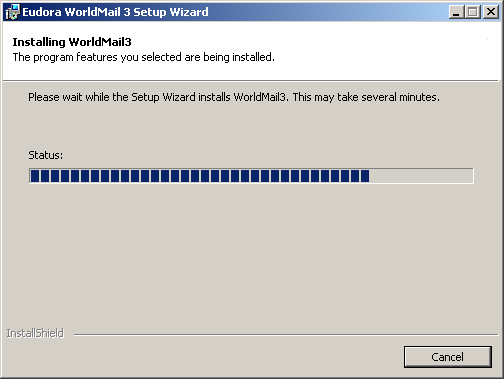 Eudora WorldMail 3 Setup Wizard
Installing WorldMail3
The program features you selected are being installed.
Please wait while the Setup Wizard installs WorldMail3. This may take several minutes.
Status:
InstallShield
Cancel